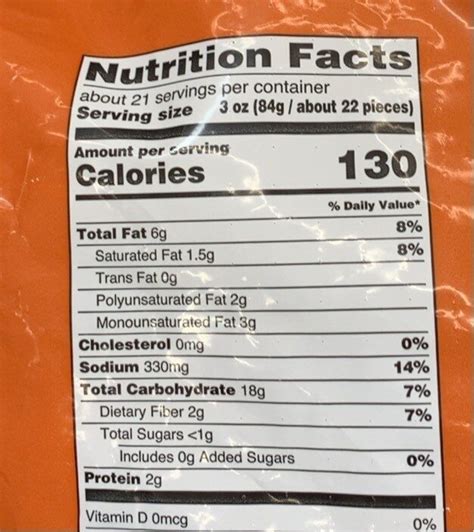 Nutrition Facts
about 21 servings per container
Serving size 3 oz (84g / about 22 pieces)
Amount per serving
Calories 130
% Daily Value*
Total Fat 6g 8%
Saturated Fat 1.5g 8%
Trans Fat 0g
Polyunsaturated Fat 2g
Monounsaturated Fat 3g
Cholesterol 0mg 0%
Sodium 330mg 14%
Total Carbohydrate 18g 7%
Dietary Fiber 2g 7%
Total Sugars <1g
Includes 0g Added Sugars 0%
Protein 2g
Vitamin D 0mcg 0%